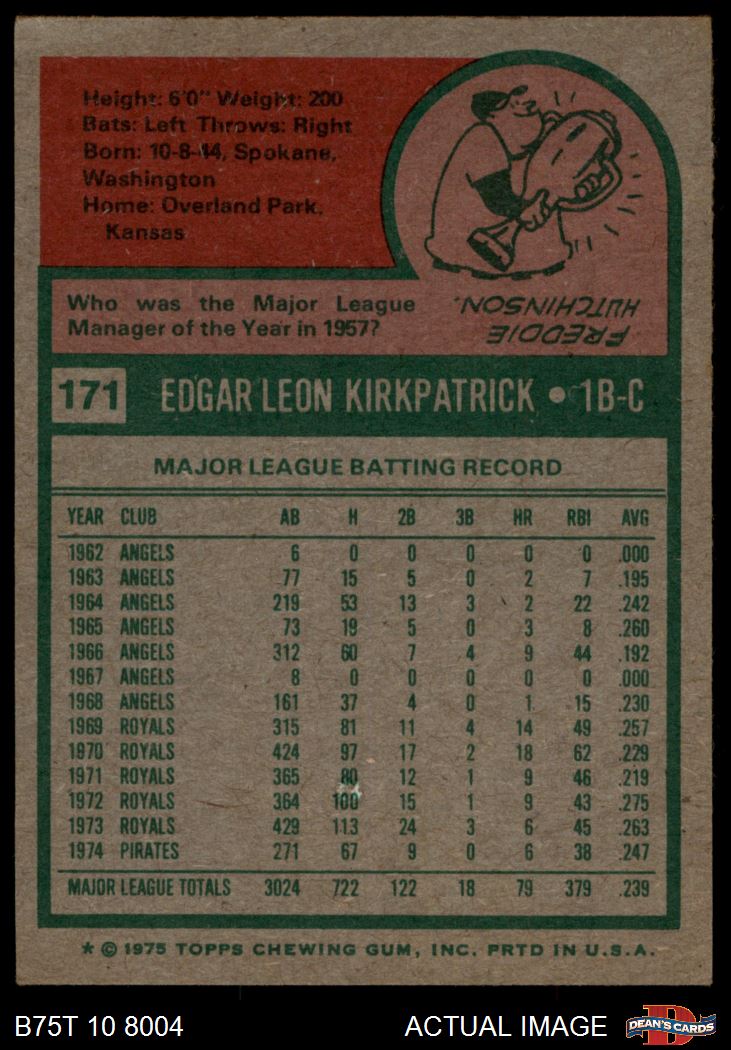 Height: 6'0" Weight: 200
Bats: Left Throws: Right
Born: 10-8-44, Spokane,
Washington
Home: Overland Park,
Kansas
Who was the Major League
Manager of the Year in 1957?
FREDDIE
HUTCHINSON.
171 EDGAR LEON KIRKPATRICK • 1B-C
MAJOR LEAGUE BATTING RECORD
YEAR CLUB AB H 2B 3B HR RBI AVG
1962 ANGELS 6 0 0 0 0 0 .000
1963 ANGELS 77 15 5 0 2 7 .195
1964 ANGELS 219 53 13 3 2 22 .242
1965 ANGELS 73 19 5 0 3 8 .260
1966 ANGELS 312 60 7 4 9 44 .192
1967 ANGELS 8 0 0 0 0 0 .000
1968 ANGELS 161 37 4 0 1 15 .230
1969 ROYALS 315 81 11 4 14 49 .257
1970 ROYALS 424 97 17 2 18 62 .229
1971 ROYALS 365 80 12 1 9 46 .219
1972 ROYALS 364 100 15 1 9 43 .275
1973 ROYALS 429 113 24 3 6 45 .263
1974 PIRATES 271 67 9 0 6 38 .247
MAJOR LEAGUE TOTALS 3024 722 122 18 79 379 .239
* © 1975 TOPPS CHEWING GUM, INC. PRTD IN U.S.A.
B75T 10 8004 ACTUAL IMAGE D DEAN'S CARDS